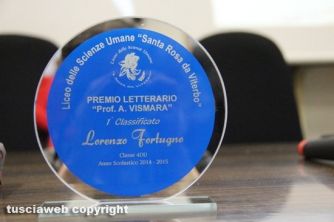 Liceo delle Scienze Umane "Santa Rosa da Viterbo"
PREMIO LETTERARIO
"Prof. A. VISMARA"
1° Classificato
Lorenzo Fortugno
Classe 4DU
Anno Scolastico 2014 - 2015
tusciaweb copyright